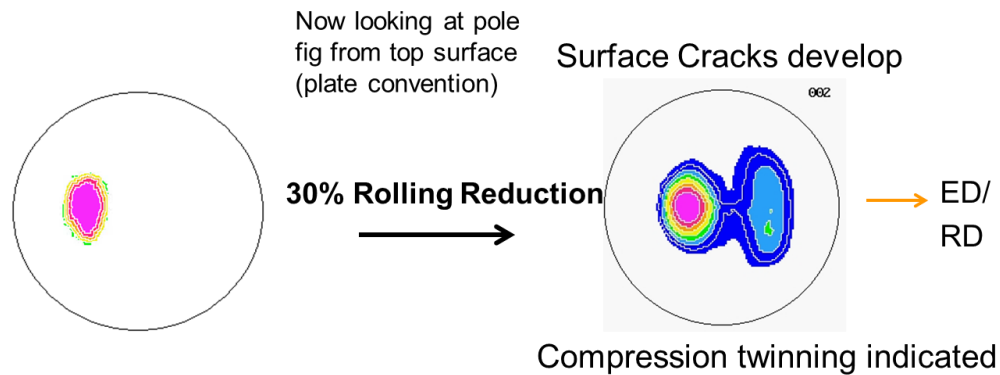 Now looking at pole
fig from top surface
(plate convention)
Surface Cracks develop
002
30% Rolling Reduction
ED/
RD
Compression twinning indicated